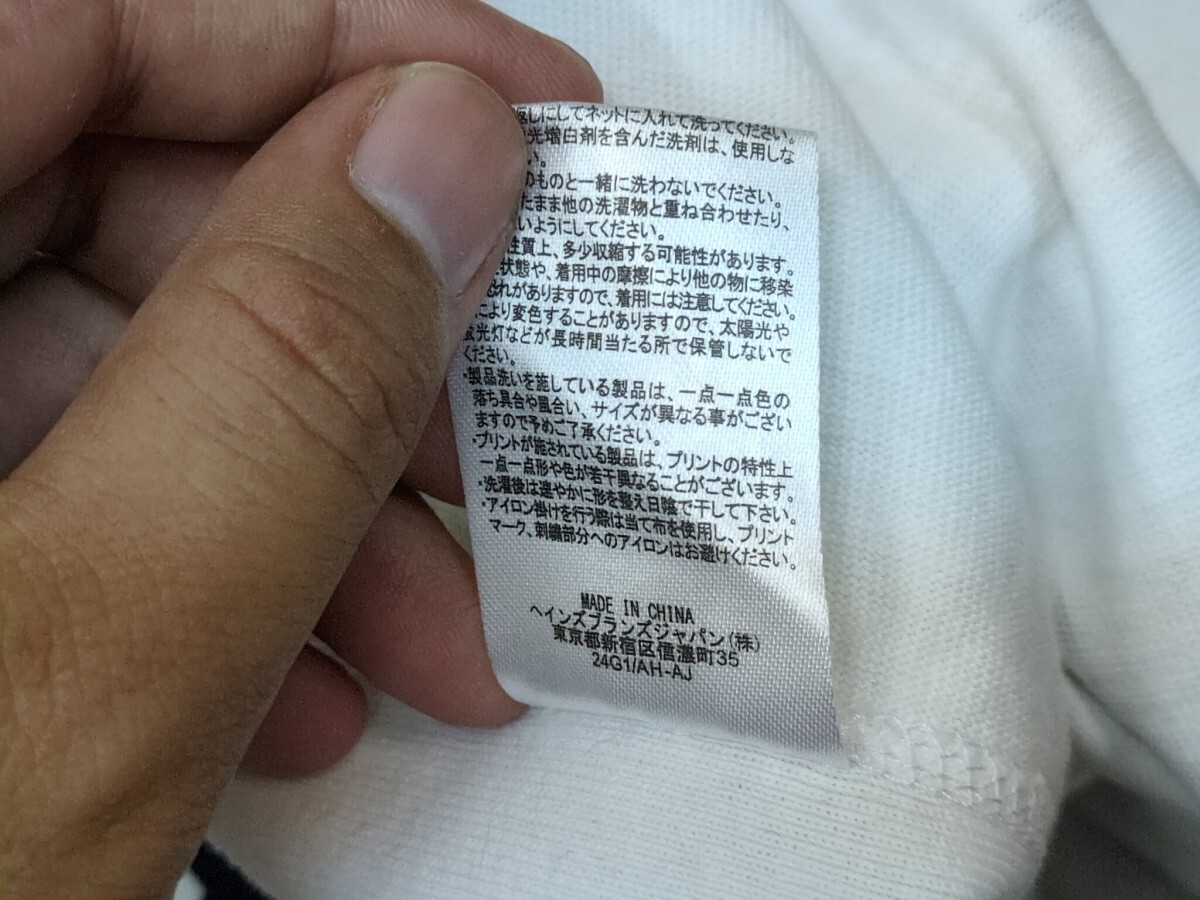 返しにしてネットに入れて洗ってください。
光増白剤を含んだ洗剤は、使用しな
い。
のものと一緒に洗わないでください。
たまま他の洗濯物と重ね合わせたり、
いようにしてください。
性質上、多少収縮する可能性があります。
状態や、着用中の摩擦により他の物に移染
恐れがありますので、着用には注意してください。
により変色することがありますので、太陽光や
蛍光灯などが長時間当たる所で保管しないで
ください。
・製品洗いを施している製品は、一点一点色の
落ち具合や風合い、サイズが異なる事がござい
ますので予めご了承ください。
・プリントが施されている製品は、プリントの特性上
一点一点形や色が若干異なることがございます。
・洗濯後は速やかに形を整え日陰で干して下さい。
・アイロン掛けを行う際は当て布を使用し、プリント
マーク、刺繍部分へのアイロンはお避けください。
MADE IN CHINA
ヘインズブランズジャパン(株)
東京都新宿区信濃町35
24G1/AH-AJ